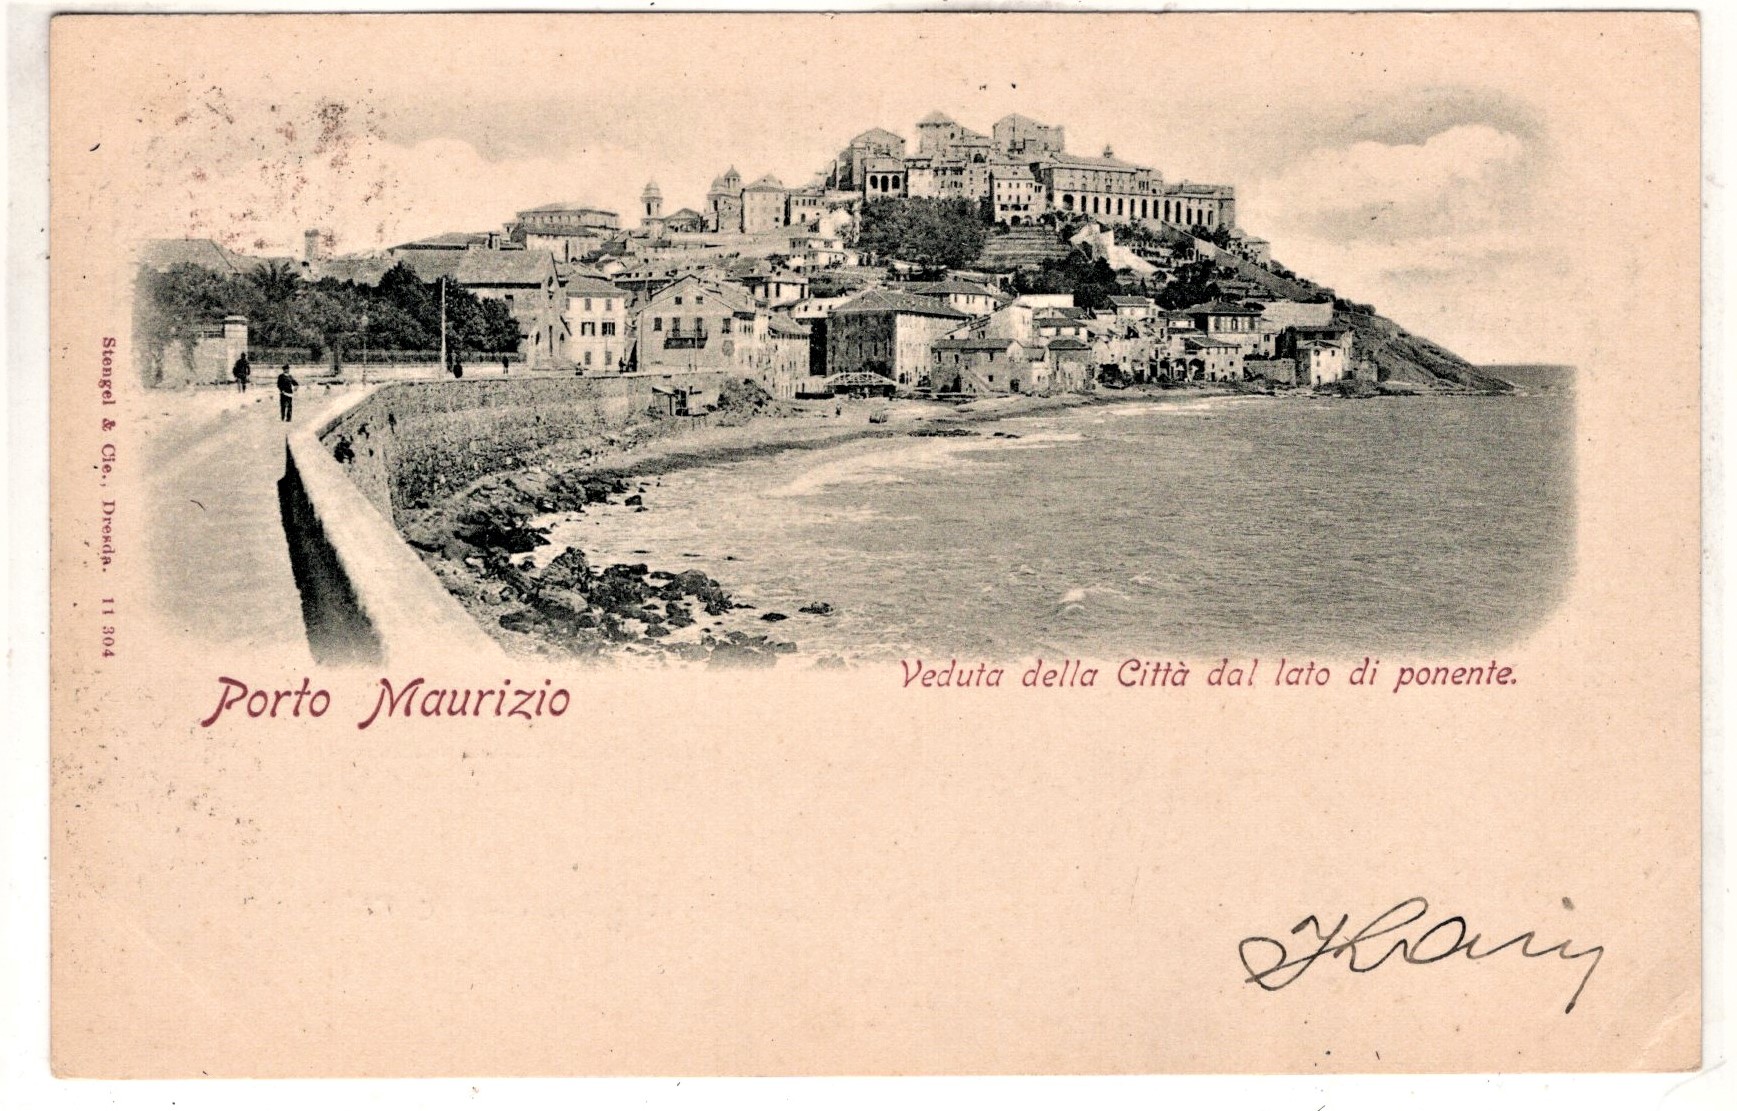 Stengel & Cie., Dresda. 11 304
Porto Maurizio
Veduta della Città dal lato di ponente.